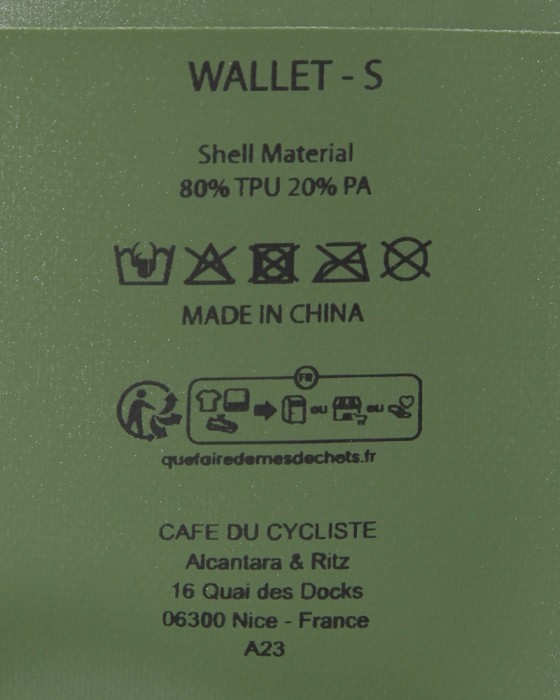 WALLET - S
Shell Material
80% TPU 20% PA
MADE IN CHINA
FR
OU OU
quefairedemesdechets.fr
CAFE DU CYCLISTE
Alcantara & Ritz
16 Quai des Docks
06300 Nice - France
A23